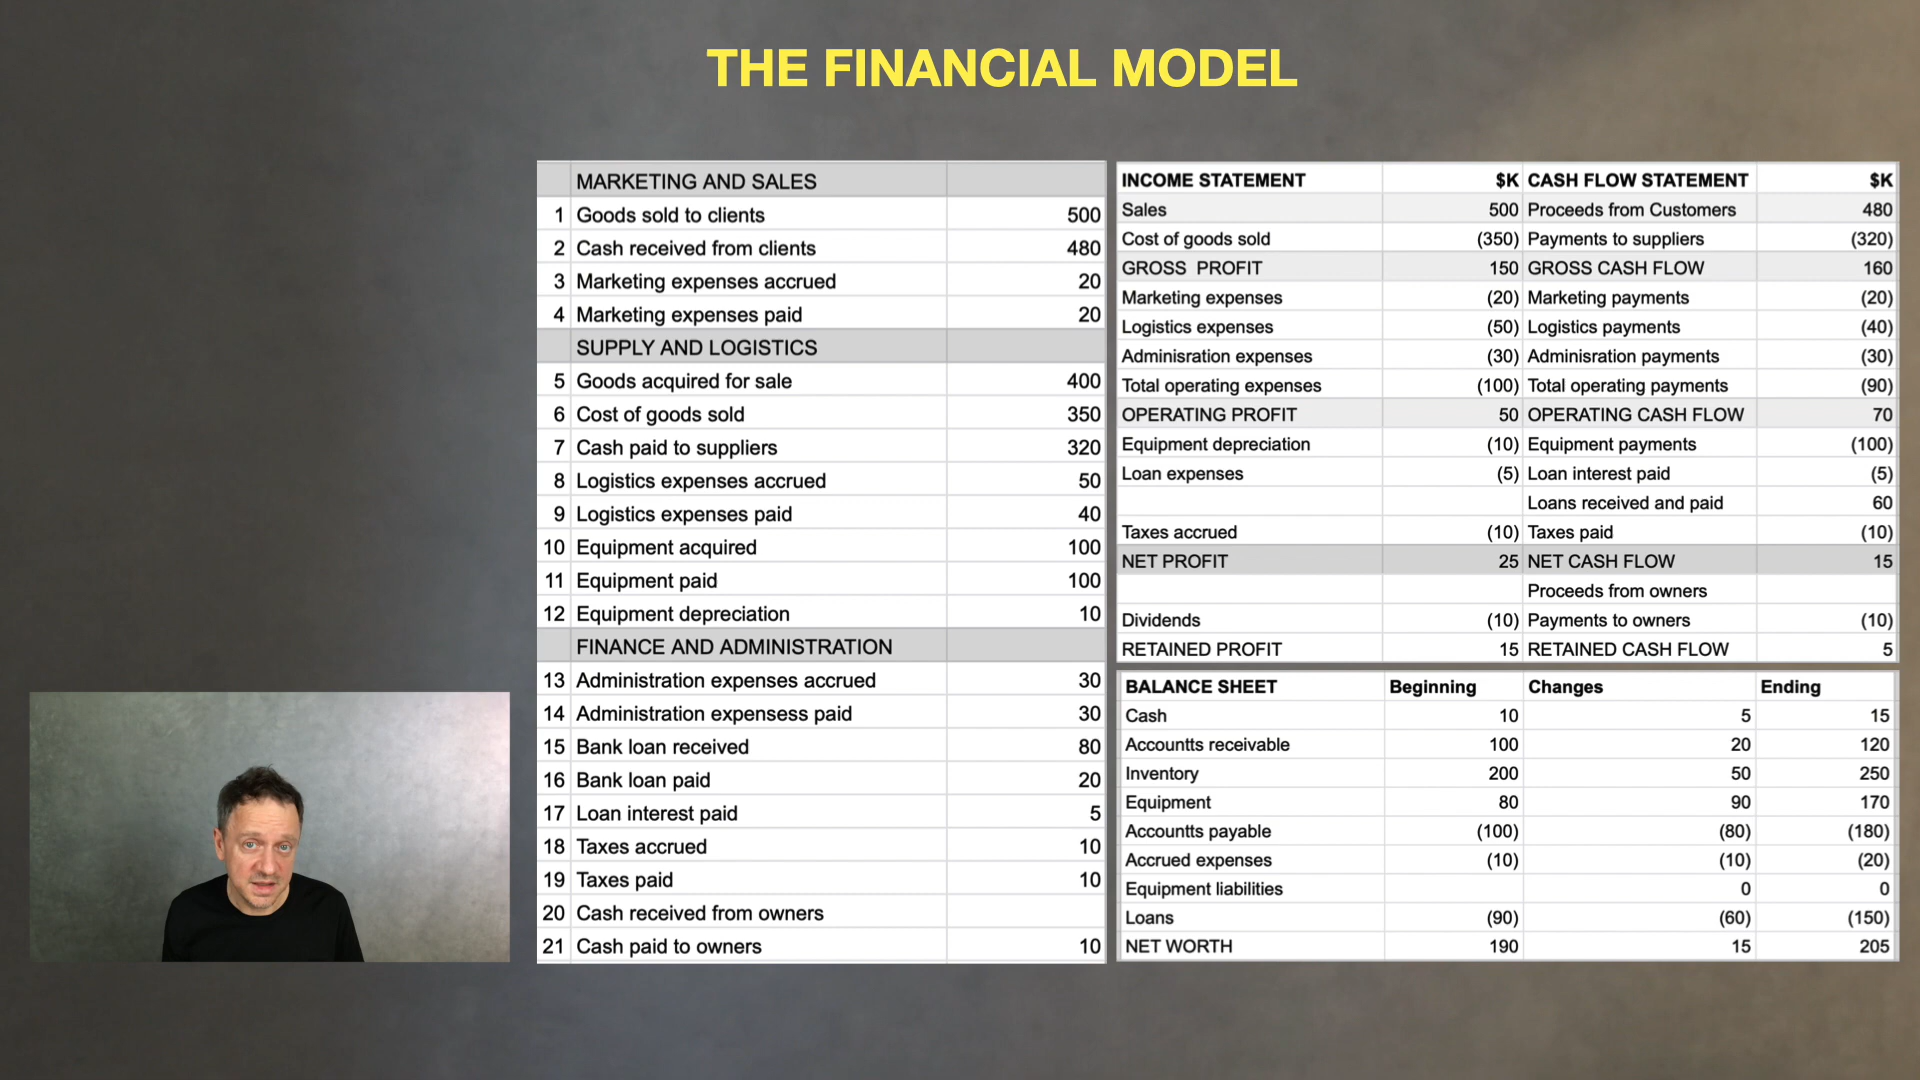 THE FINANCIAL MODEL
MARKETING AND SALES
1 Goods sold to clients 500
2 Cash received from clients 480
3 Marketing expenses accrued 20
4 Marketing expenses paid 20
SUPPLY AND LOGISTICS
5 Goods acquired for sale 400
6 Cost of goods sold 350
7 Cash paid to suppliers 320
8 Logistics expenses accrued 50
9 Logistics expenses paid 40
10 Equipment acquired 100
11 Equipment paid 100
12 Equipment depreciation 10
FINANCE AND ADMINISTRATION
13 Administration expenses accrued 30
14 Administration expensess paid 30
15 Bank loan received 80
16 Bank loan paid 20
17 Loan interest paid 5
18 Taxes accrued 10
19 Taxes paid 10
20 Cash received from owners
21 Cash paid to owners 10
INCOME STATEMENT $K CASH FLOW STATEMENT $K
Sales 500 Proceeds from Customers 480
Cost of goods sold (350) Payments to suppliers (320)
GROSS PROFIT 150 GROSS CASH FLOW 160
Marketing expenses (20) Marketing payments (20)
Logistics expenses (50) Logistics payments (40)
Adminisration expenses (30) Adminisration payments (30)
Total operating expenses (100) Total operating payments (90)
OPERATING PROFIT 50 OPERATING CASH FLOW 70
Equipment depreciation (10) Equipment payments (100)
Loan expenses (5) Loan interest paid (5)
Loans received and paid 60
Taxes accrued (10) Taxes paid (10)
NET PROFIT 25 NET CASH FLOW 15
Proceeds from owners
Dividends (10) Payments to owners (10)
RETAINED PROFIT 15 RETAINED CASH FLOW 5
BALANCE SHEET Beginning Changes Ending
Cash 10 5 15
Accountts receivable 100 20 120
Inventory 200 50 250
Equipment 80 90 170
Accountts payable (100) (80) (180)
Accrued expenses (10) (10) (20)
Equipment liabilities 0 0
Loans (90) (60) (150)
NET WORTH 190 15 205